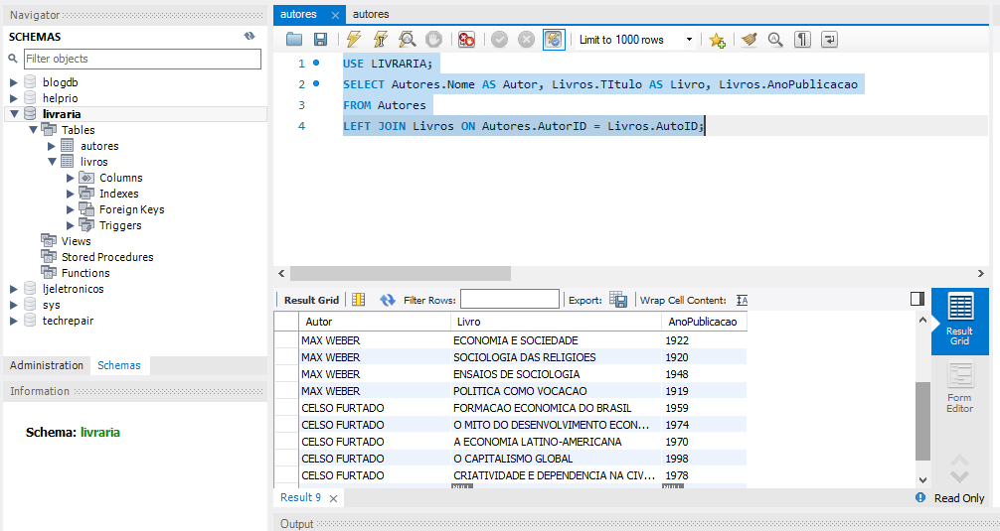 Navigator
SCHEMAS
Filter objects
blogdb
helprio
livraria
Tables
autores
livros
Columns
Indexes
Foreign Keys
Triggers
Views
Stored Procedures
Functions
ljeletronicos
sys
techrepair
Administration Schemas
Information
Schema: livraria
autores autores
Limit to 1000 rows
1 USE LIVRARIA;
2 SELECT Autores.Nome AS Autor, Livros.TItulo AS Livro, Livros.AnoPublicacao
3 FROM Autores
4 LEFT JOIN Livros ON Autores.AutorID = Livros.AutoID;
Result Grid Filter Rows: Export: Wrap Cell Content: IA
Autor Livro AnoPublicacao
MAX WEBER ECONOMIA E SOCIEDADE 1922
MAX WEBER SOCIOLOGIA DAS RELIGIOES 1920
MAX WEBER ENSAIOS DE SOCIOLOGIA 1948
MAX WEBER POLITICA COMO VOCACAO 1919
CELSO FURTADO FORMACAO ECONOMICA DO BRASIL 1959
CELSO FURTADO O MITO DO DESENVOLVIMENTO ECON... 1974
CELSO FURTADO A ECONOMIA LATINO-AMERICANA 1970
CELSO FURTADO O CAPITALISMO GLOBAL 1998
CELSO FURTADO CRIATIVIDADE E DEPENDENCIA NA CIV... 1978
NULL NULL
Result Grid
Form Editor
Result 9 Read Only
Output